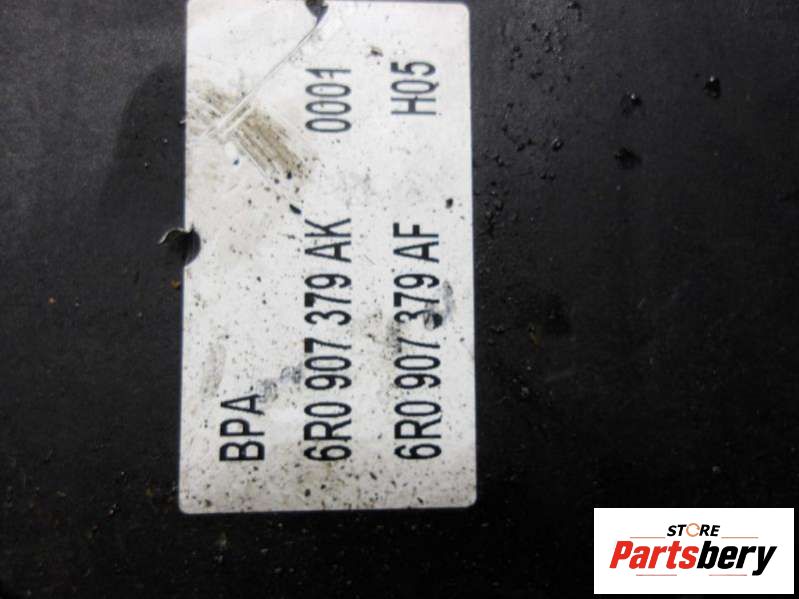 BPA
6R0 907 379 AK 0001
6R0 907 379 AF H05
STORE
Partsbery